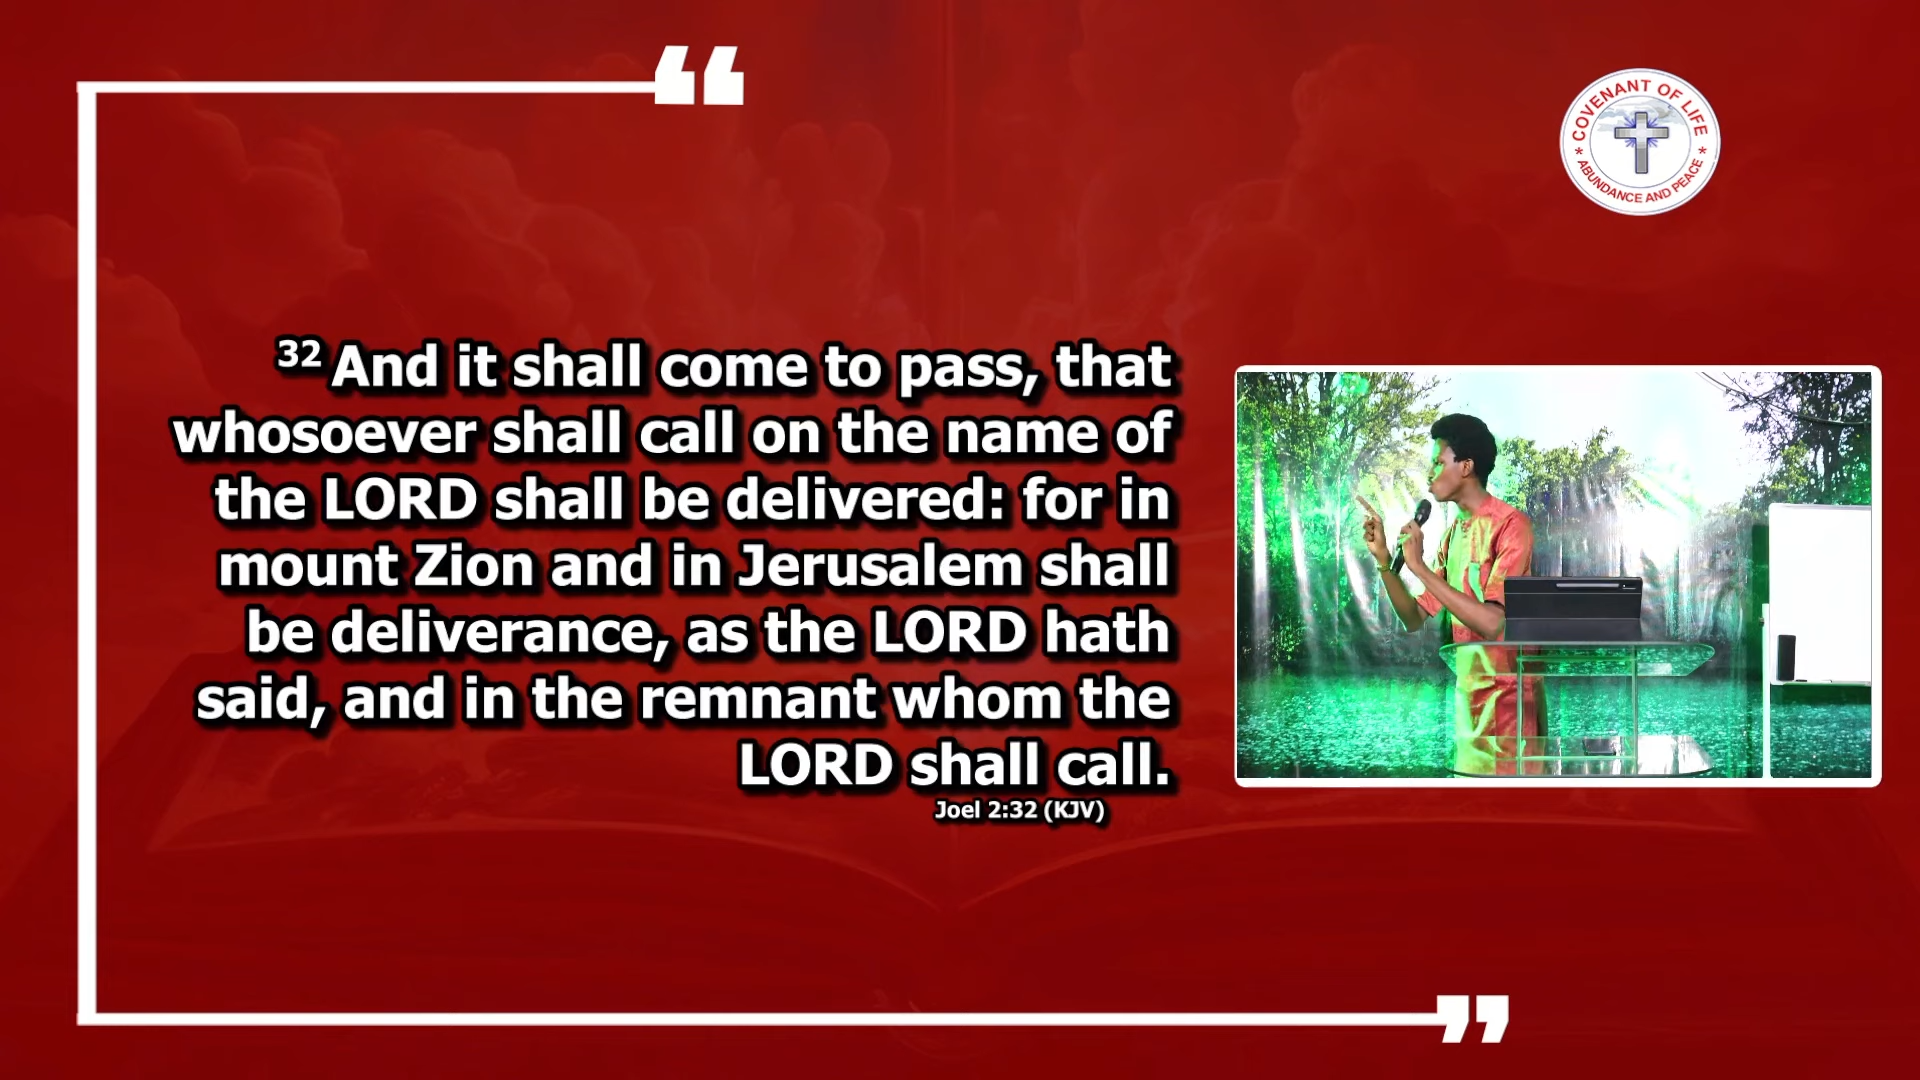 COVENANT OF LIFE
* ABUNDANCE AND PEACE *
32 And it shall come to pass, that
whosoever shall call on the name of
the LORD shall be delivered: for in
mount Zion and in Jerusalem shall
be deliverance, as the LORD hath
said, and in the remnant whom the
LORD shall call.
Joel 2:32 (KJV)